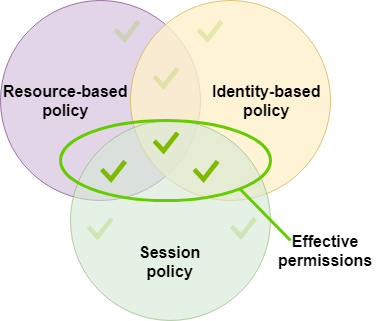 Resource-based
policy
Identity-based
policy
Session
policy
Effective
permissions